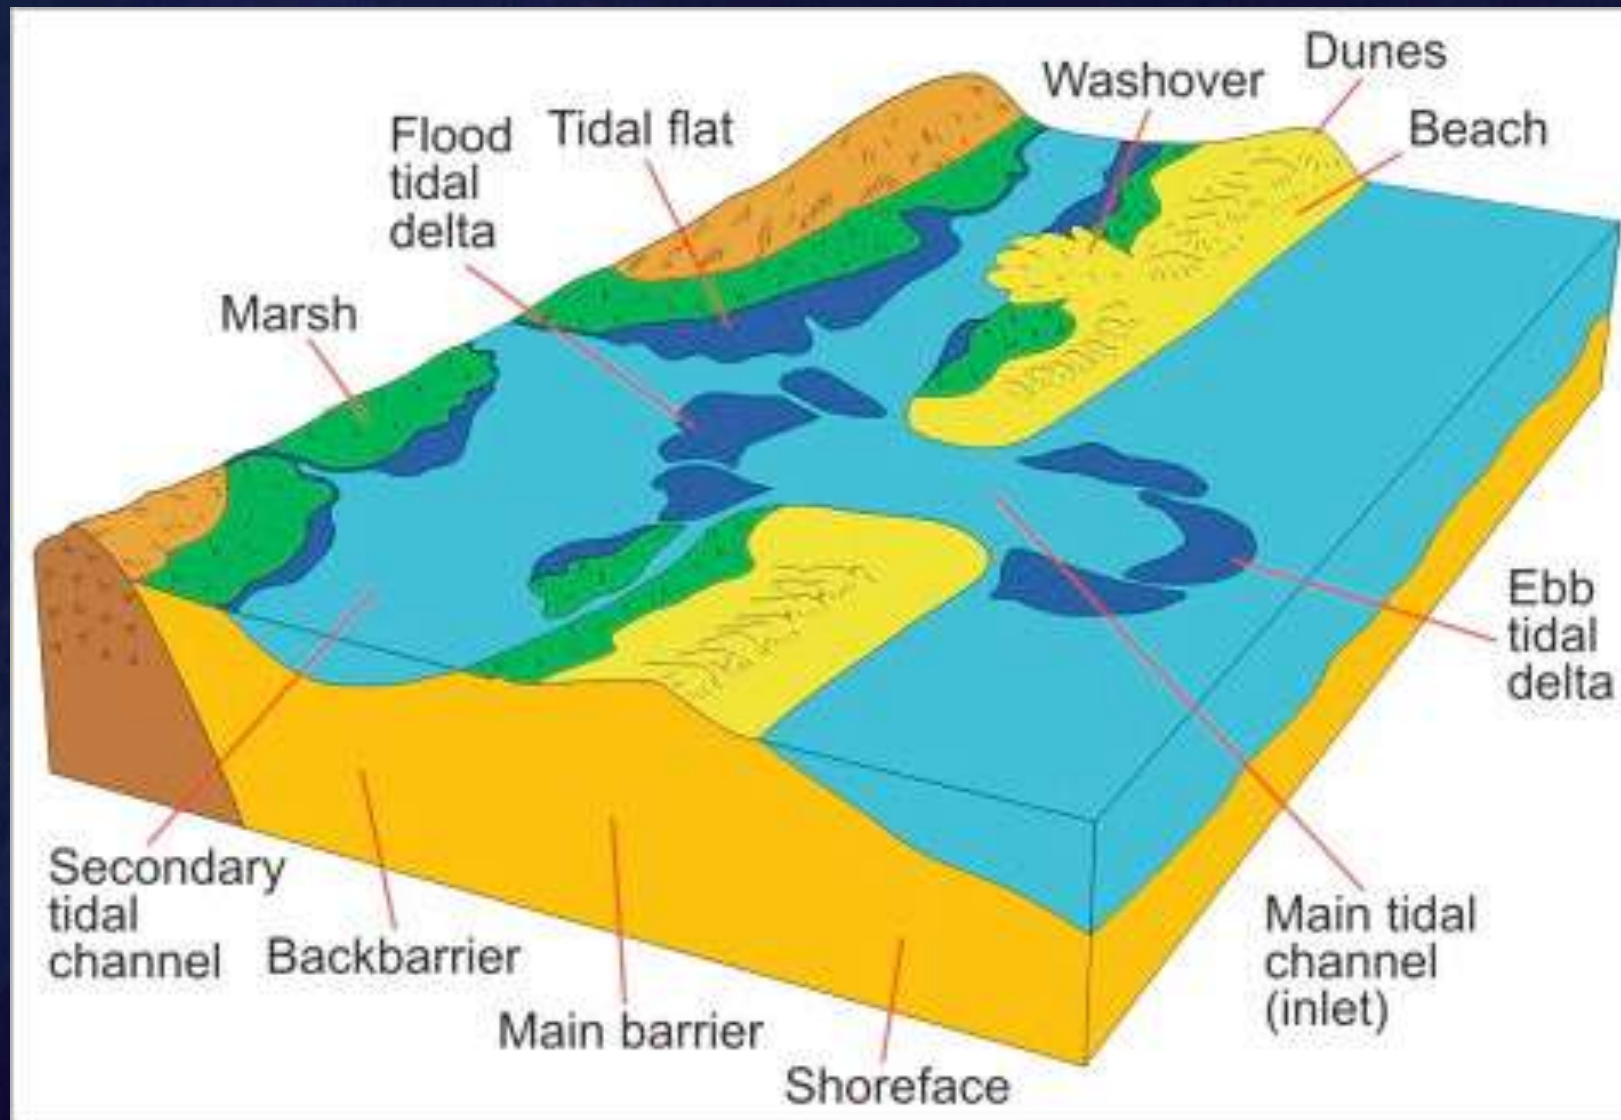 Dunes
Washover
Beach
Flood
tidal
delta
Tidal flat
Marsh
Ebb
tidal
delta
Secondary
tidal
channel
Backbarrier
Main barrier
Shoreface
Main tidal
channel
(inlet)